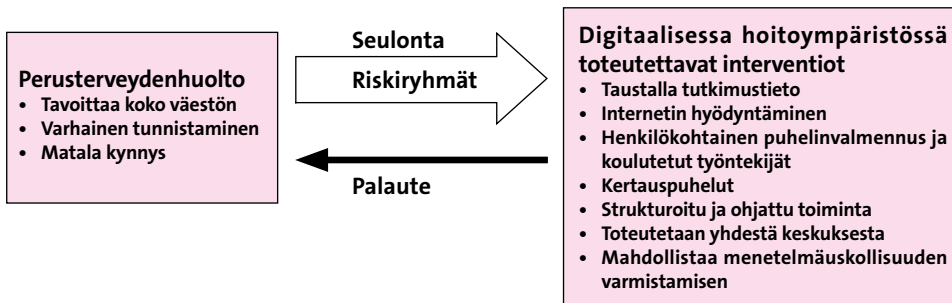 Perusterveydenhuolto
• Tavoittaa koko väestön
• Varhainen tunnistaminen
• Matala kynnys
Seulonta
Riskiryhmät
Palaute
Digitaalisessa hoitoympäristössä
toteutettavat interventiot
• Taustalla tutkimustieto
• Internetin hyödyntäminen
• Henkilökohtainen puhelinvalmennus ja
koulutetut työntekijät
• Kertauspuhelut
• Strukturoitu ja ohjattu toiminta
• Toteutetaan yhdestä keskuksesta
• Mahdollistaa menetelmäuskollisuuden
varmistamisen